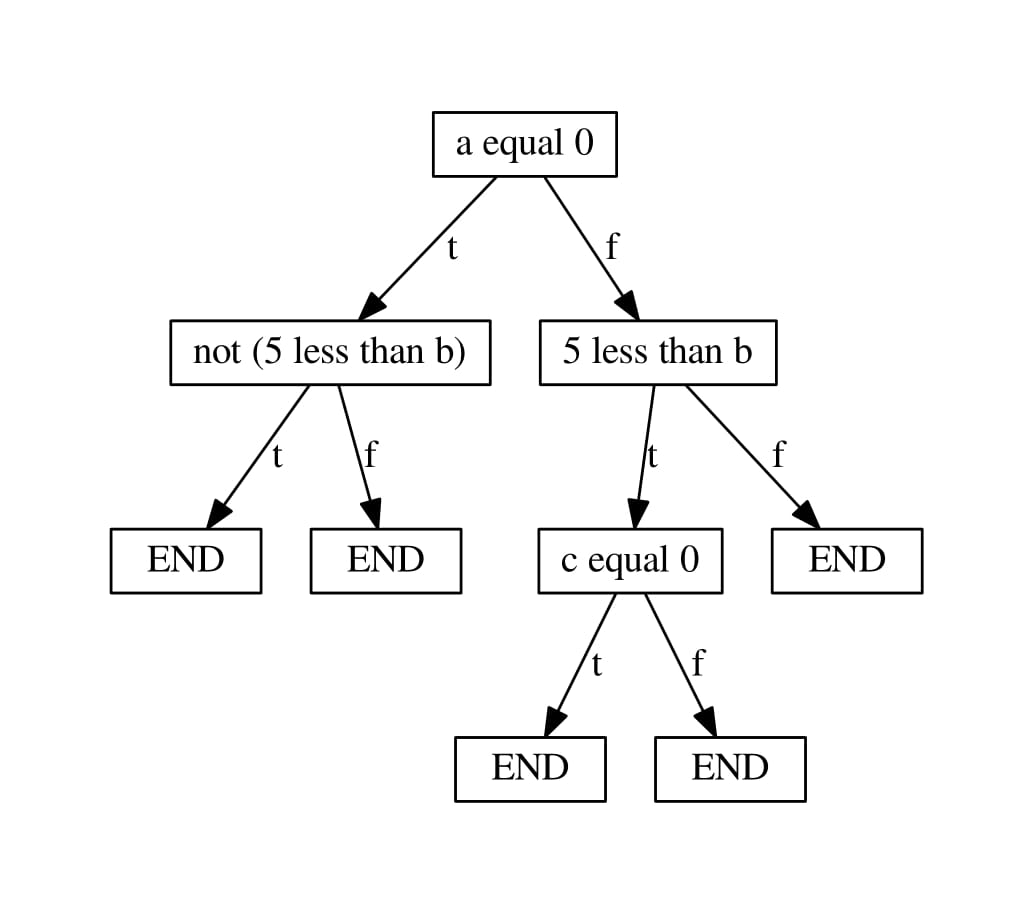 a equal 0
t
f
not (5 less than b)
5 less than b
t
f
t
f
END
END
c equal 0
END
t
f
END
END